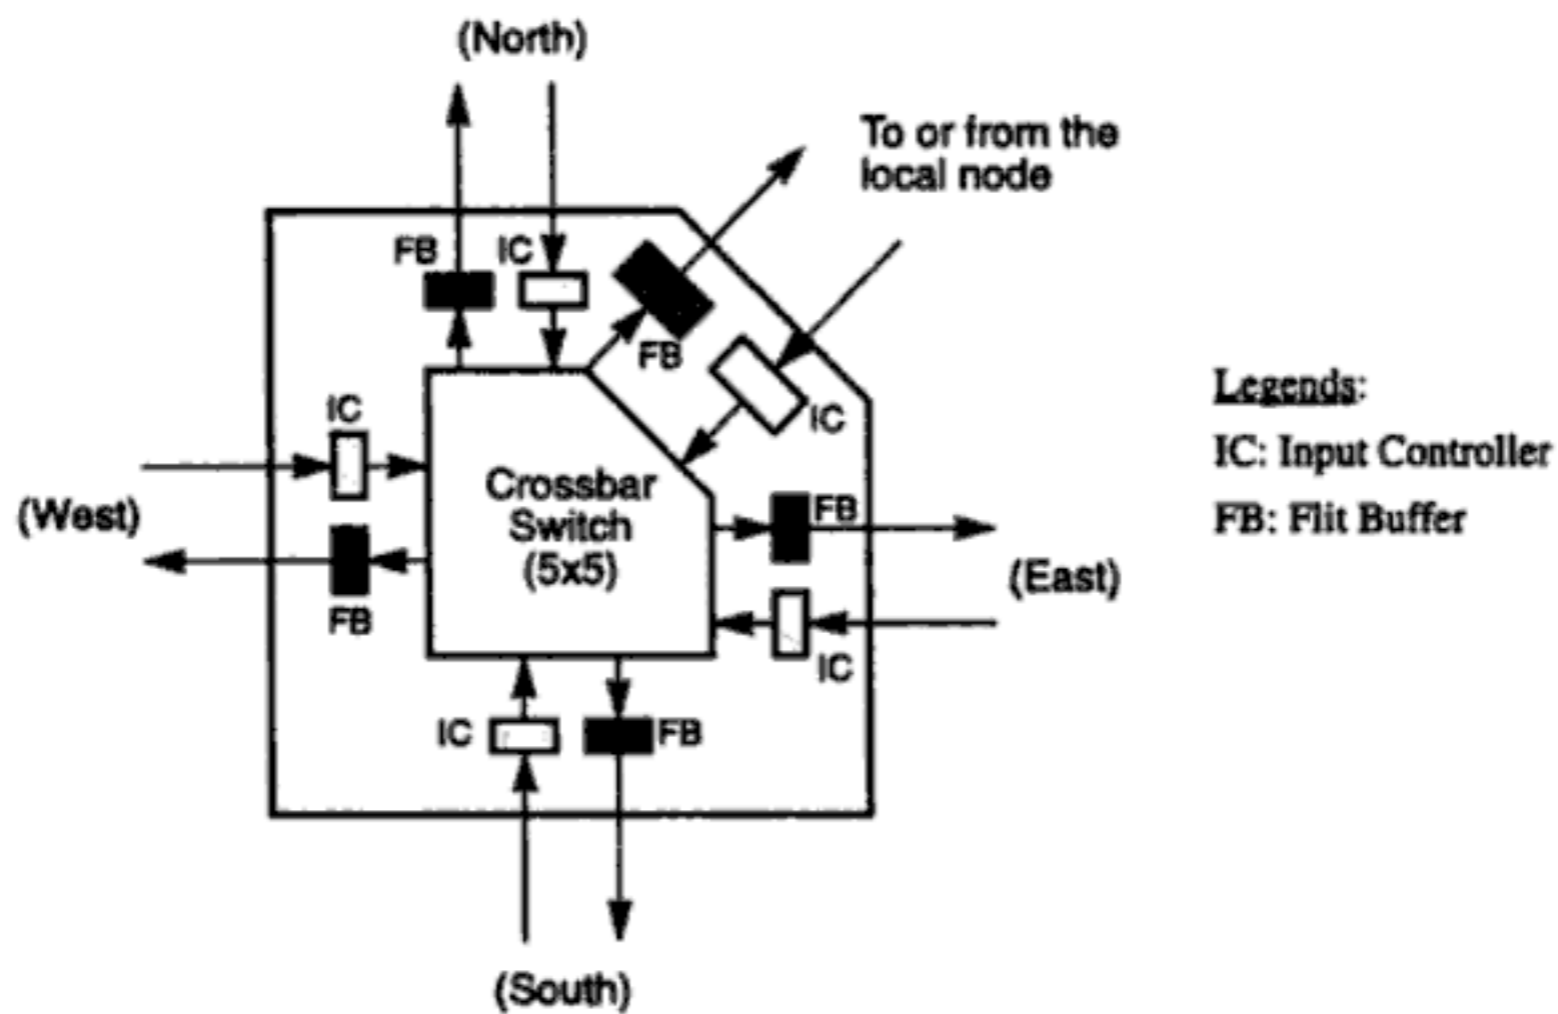 (North)
To or from the
local node
FB
IC
FB
IC
IC
Legends:
IC: Input Controller
FB: Flit Buffer
Crossbar
Switch
(5x5)
(West)
FB
(East)
FB
IC
IC
FB
(South)